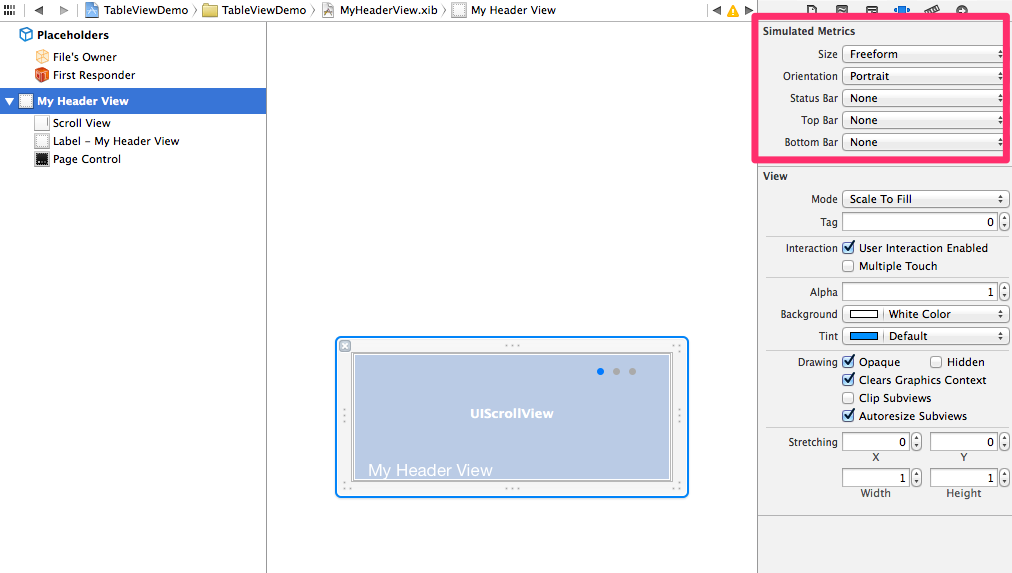 TableViewDemo TableViewDemo MyHeaderView.xib My Header View
Placeholders
File's Owner
First Responder
My Header View
Scroll View
Label – My Header View
Page Control
UIScrollView
My Header View
Simulated Metrics
Size Freeform
Orientation Portrait
Status Bar None
Top Bar None
Bottom Bar None
View
Mode Scale To Fill
Tag 0
Interaction User Interaction Enabled
Multiple Touch
Alpha 1
Background White Color
Tint Default
Drawing Opaque Hidden
Clears Graphics Context
Clip Subviews
Autoresize Subviews
Stretching 0 0
X Y
1 1
Width Height